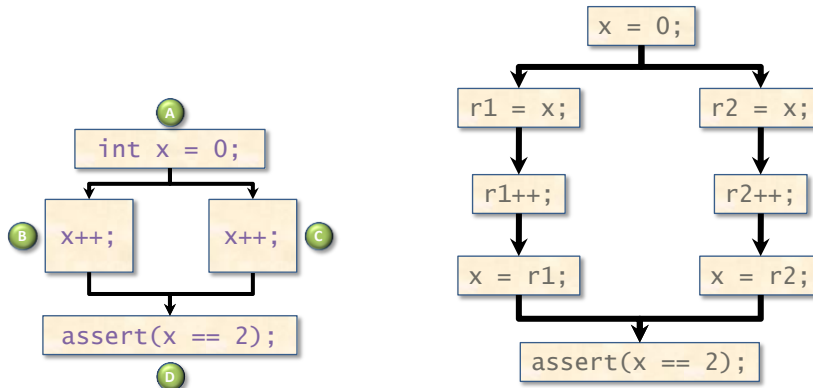 A
int x = 0;
B
x++;
x++;
C
assert(x == 2);
D
x = 0;
r1 = x;
r2 = x;
r1++;
r2++;
x = r1;
x = r2;
assert(x == 2);